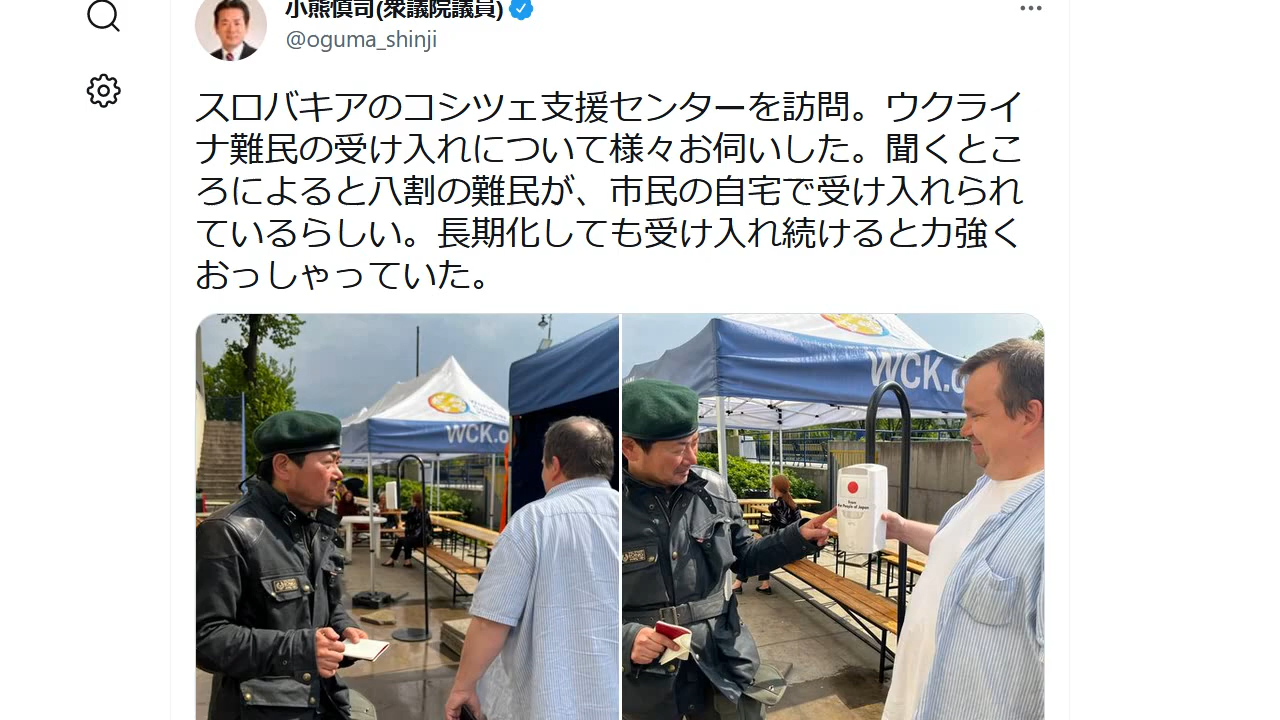 小熊慎司(衆議院議員)
@oguma_shinji
スロバキアのコシツェ支援センターを訪問。ウクライ
ナ難民の受け入れについて様々お伺いした。聞くとこ
ろによると八割の難民が、市民の自宅で受け入れられ
ているらしい。長期化しても受け入れ続けると力強く
おっしゃっていた。
WCK.o
WCK.o
From
the People of Japan